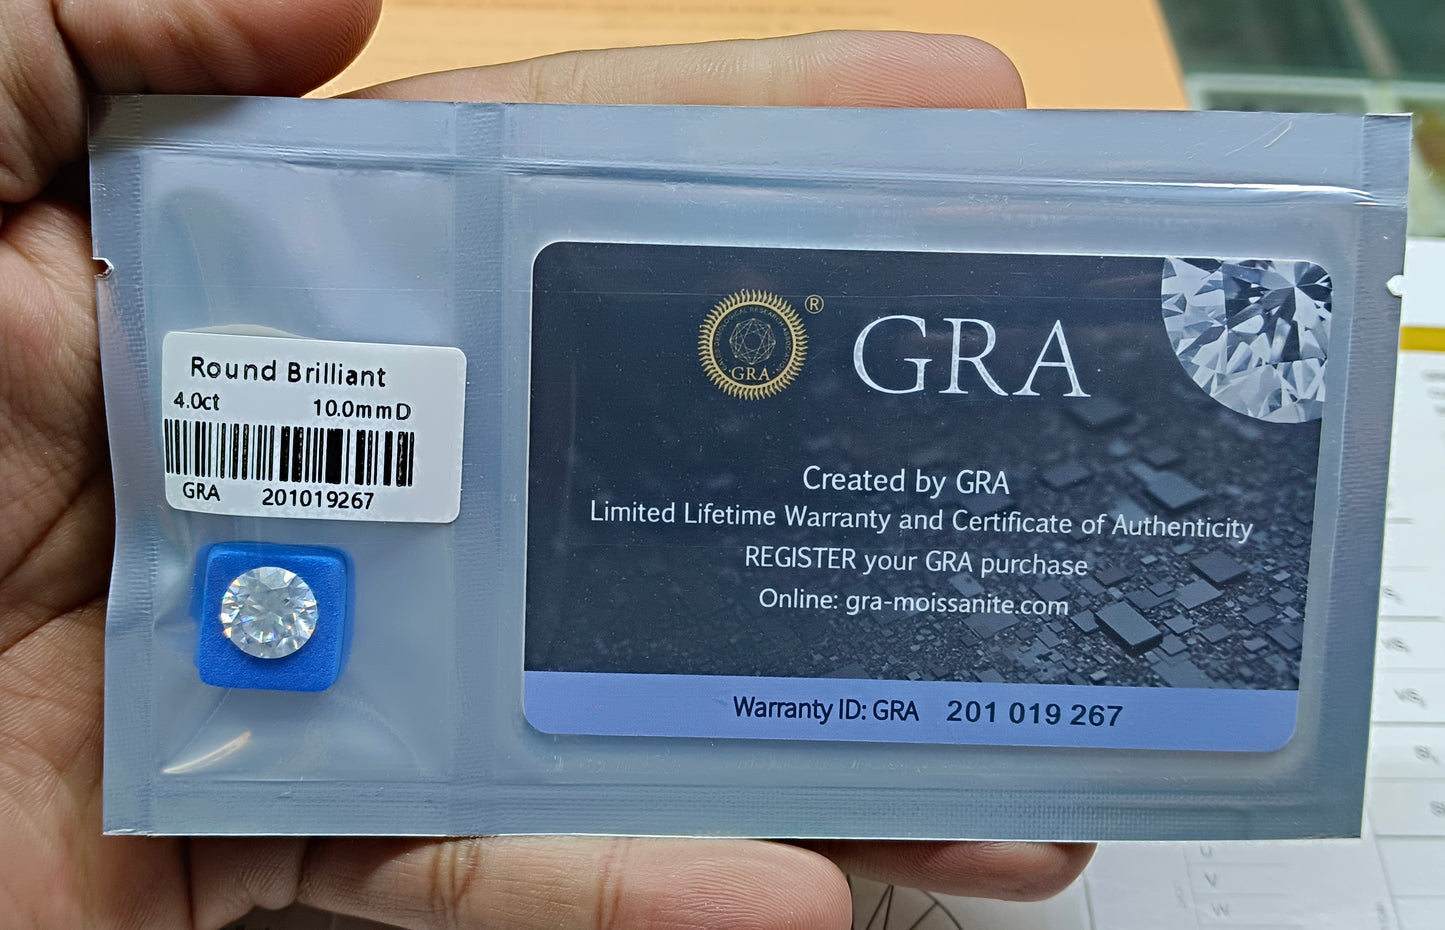 Round Brilliant
4.0ct 10.0mmD
GRA 201019267
GRA
®
GRA
Created by GRA
Limited Lifetime Warranty and Certificate of Authenticity
REGISTER your GRA purchase
Online: gra-moissanite.com
Warranty ID: GRA 201 019 267
VS
U
V
W